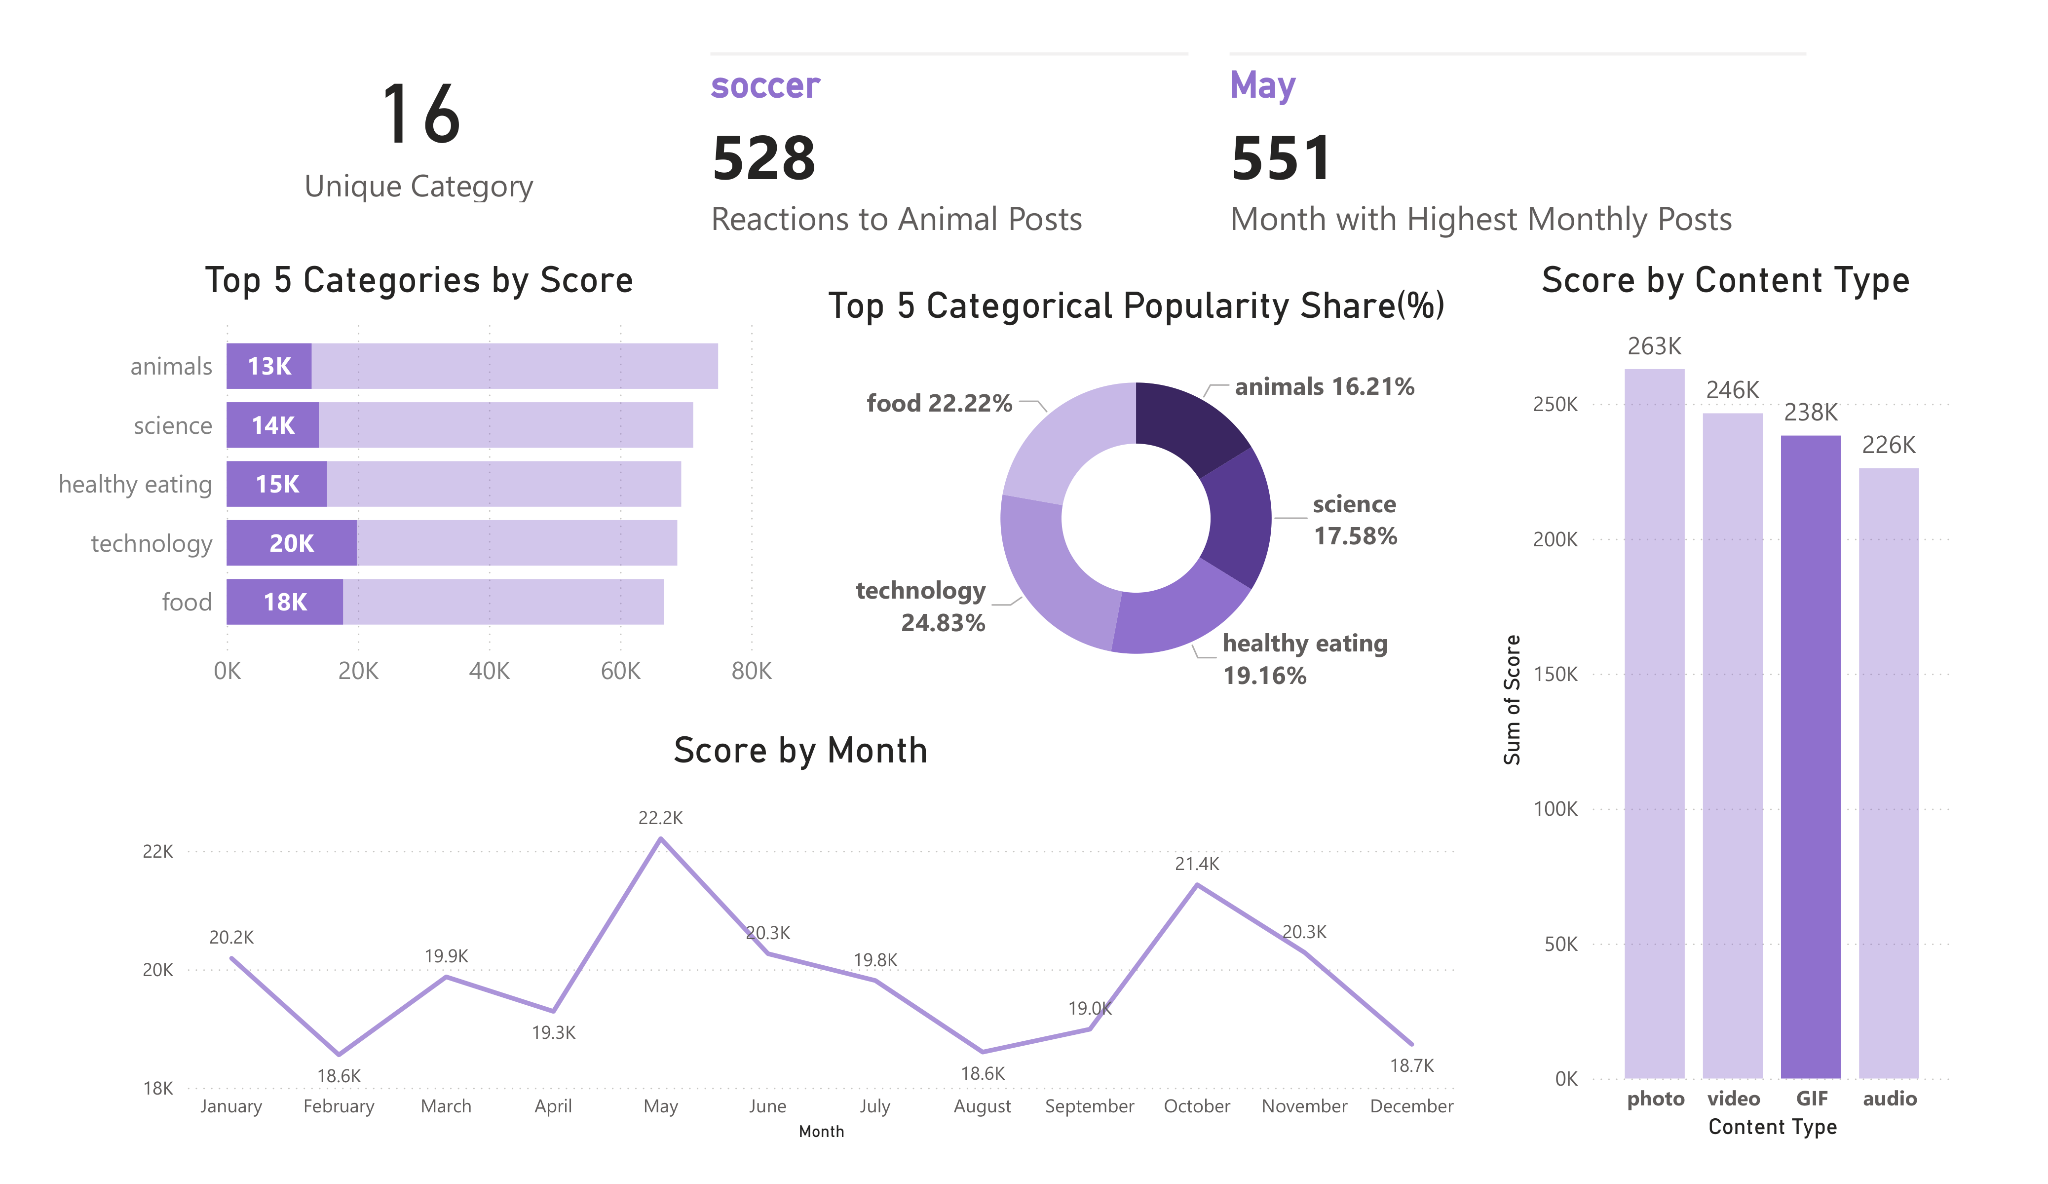 16
Unique Category
soccer
528
Reactions to Animal Posts
May
551
Month with Highest Monthly Posts
Top 5 Categories by Score
animals
13K
science
14K
healthy eating
15K
technology
20K
food
18K
0K
20K
40K
60K
80K
Top 5 Categorical Popularity Share(%)
food 22.22%
animals 16.21%
science
17.58%
technology
24.83%
healthy eating
19.16%
Score by Content Type
263K
246K
238K
226K
250K
200K
150K
100K
50K
0K
Sum of Score
photo
video
GIF
audio
Content Type
Score by Month
22K
20K
18K
20.2K
18.6K
19.9K
19.3K
22.2K
20.3K
19.8K
18.6K
19.0K
21.4K
20.3K
18.7K
January
February
March
April
May
June
July
August
September
October
November
December
Month